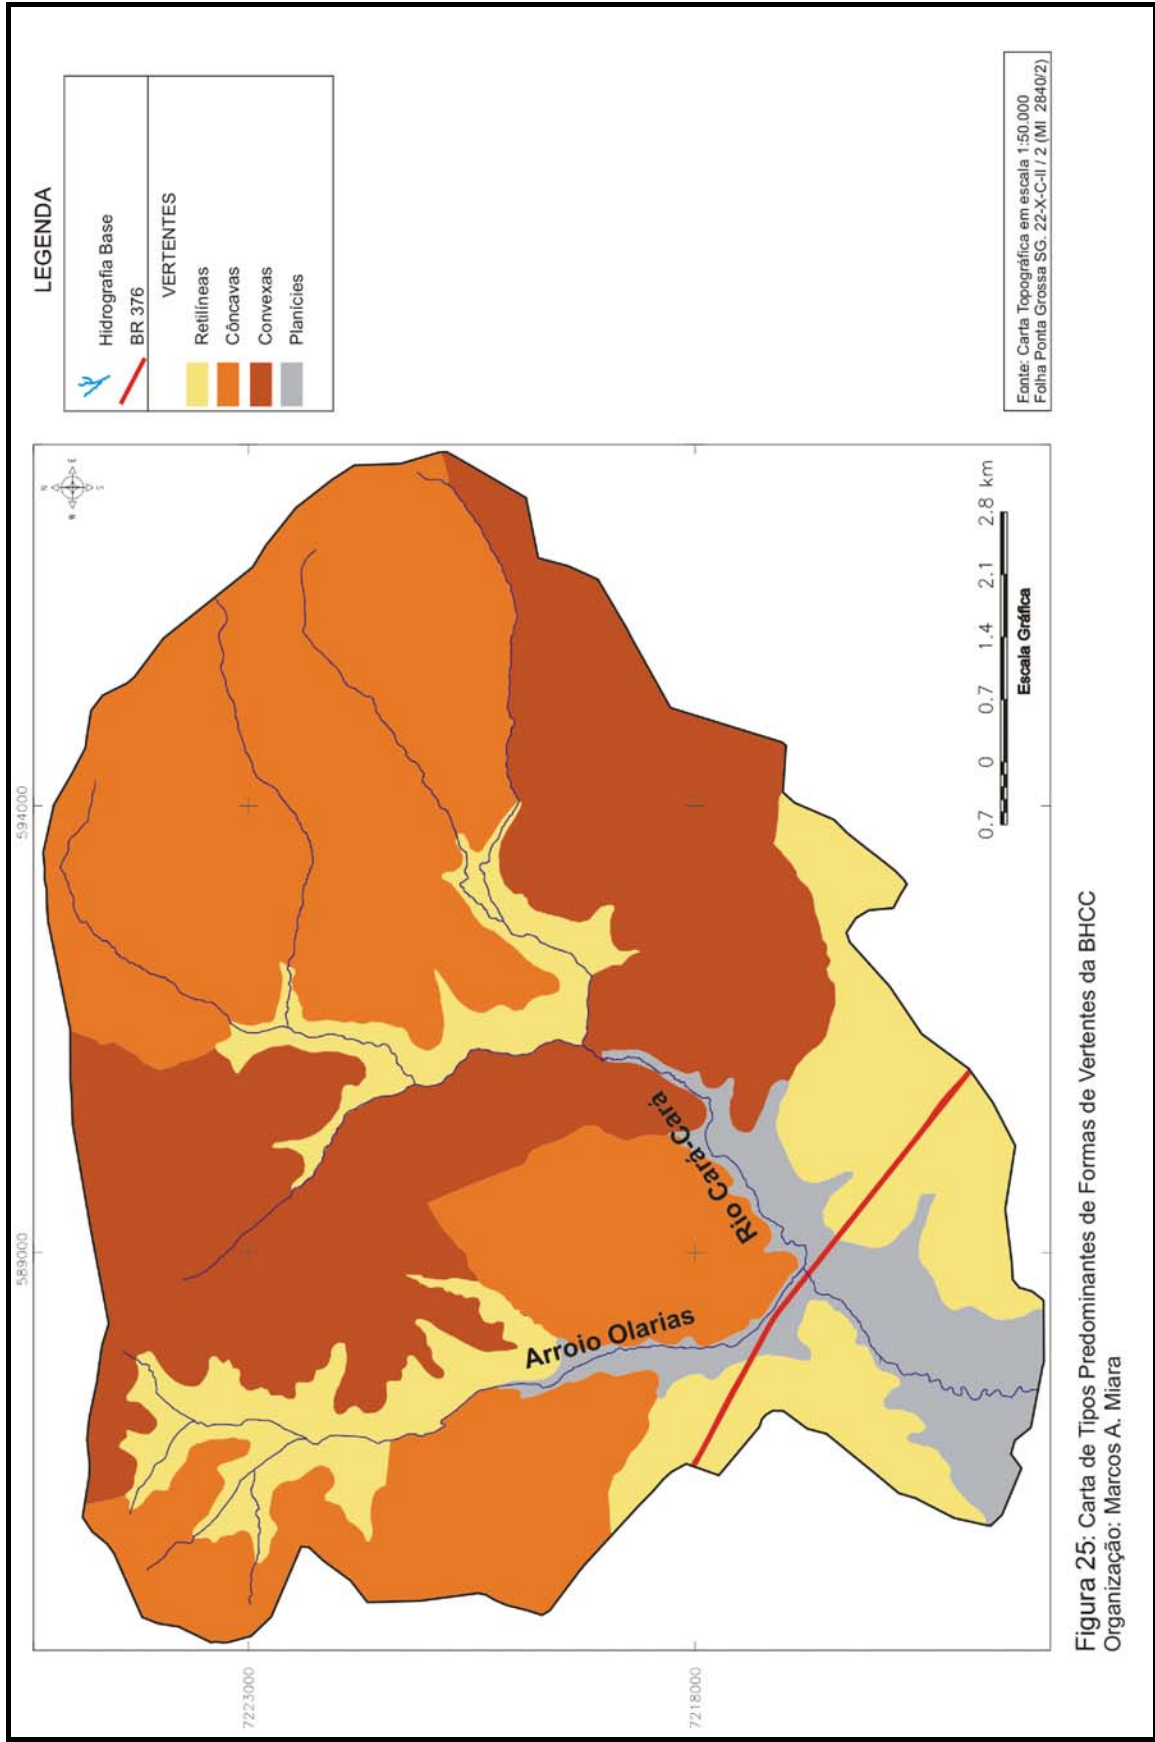 LEGENDA
Hidrografia Base
BR 376
VERTENTES
Retilíneas
Côncavas
Convexas
Planícies
N
W E
S
594000
589000
7223000
7218000
Arroio Olarias
Rio Cará-Cará
0.7 0 0.7 1.4 2.1 2.8 km
Escala Gráfica
Fonte: Carta Topográfica em escala 1:50.000
Folha Ponta Grossa SG. 22-X-C-II / 2 (MI 2840/2)
Figura 25: Carta de Tipos Predominantes de Formas de Vertentes da BHCC
Organização: Marcos A. Miara